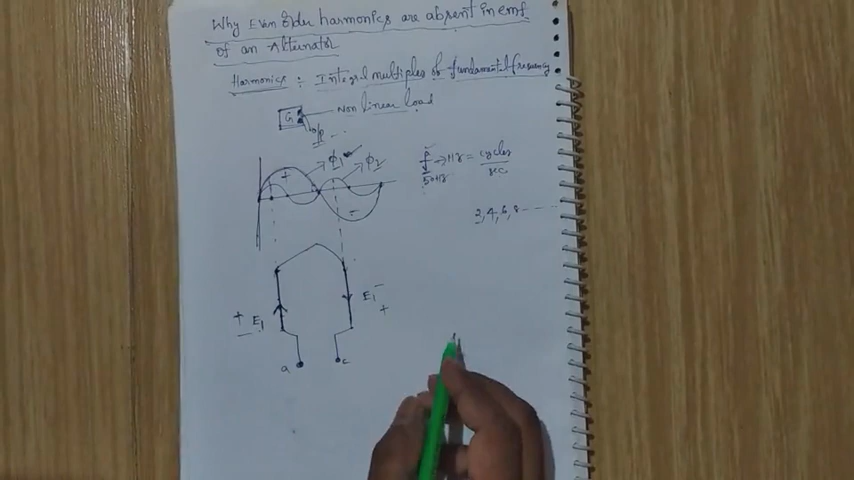 Why Even Order harmonics are absent in emf
of an Alternator
Harmonics : Integral multiples of fundamental frequency
G Non linear load
o/p ...
+ ϕ1 ϕ2
-
f → Hz = cycles
sec
50Hz
2, 4, 6, 8 ----
+ E1 E1 -
- +
a c